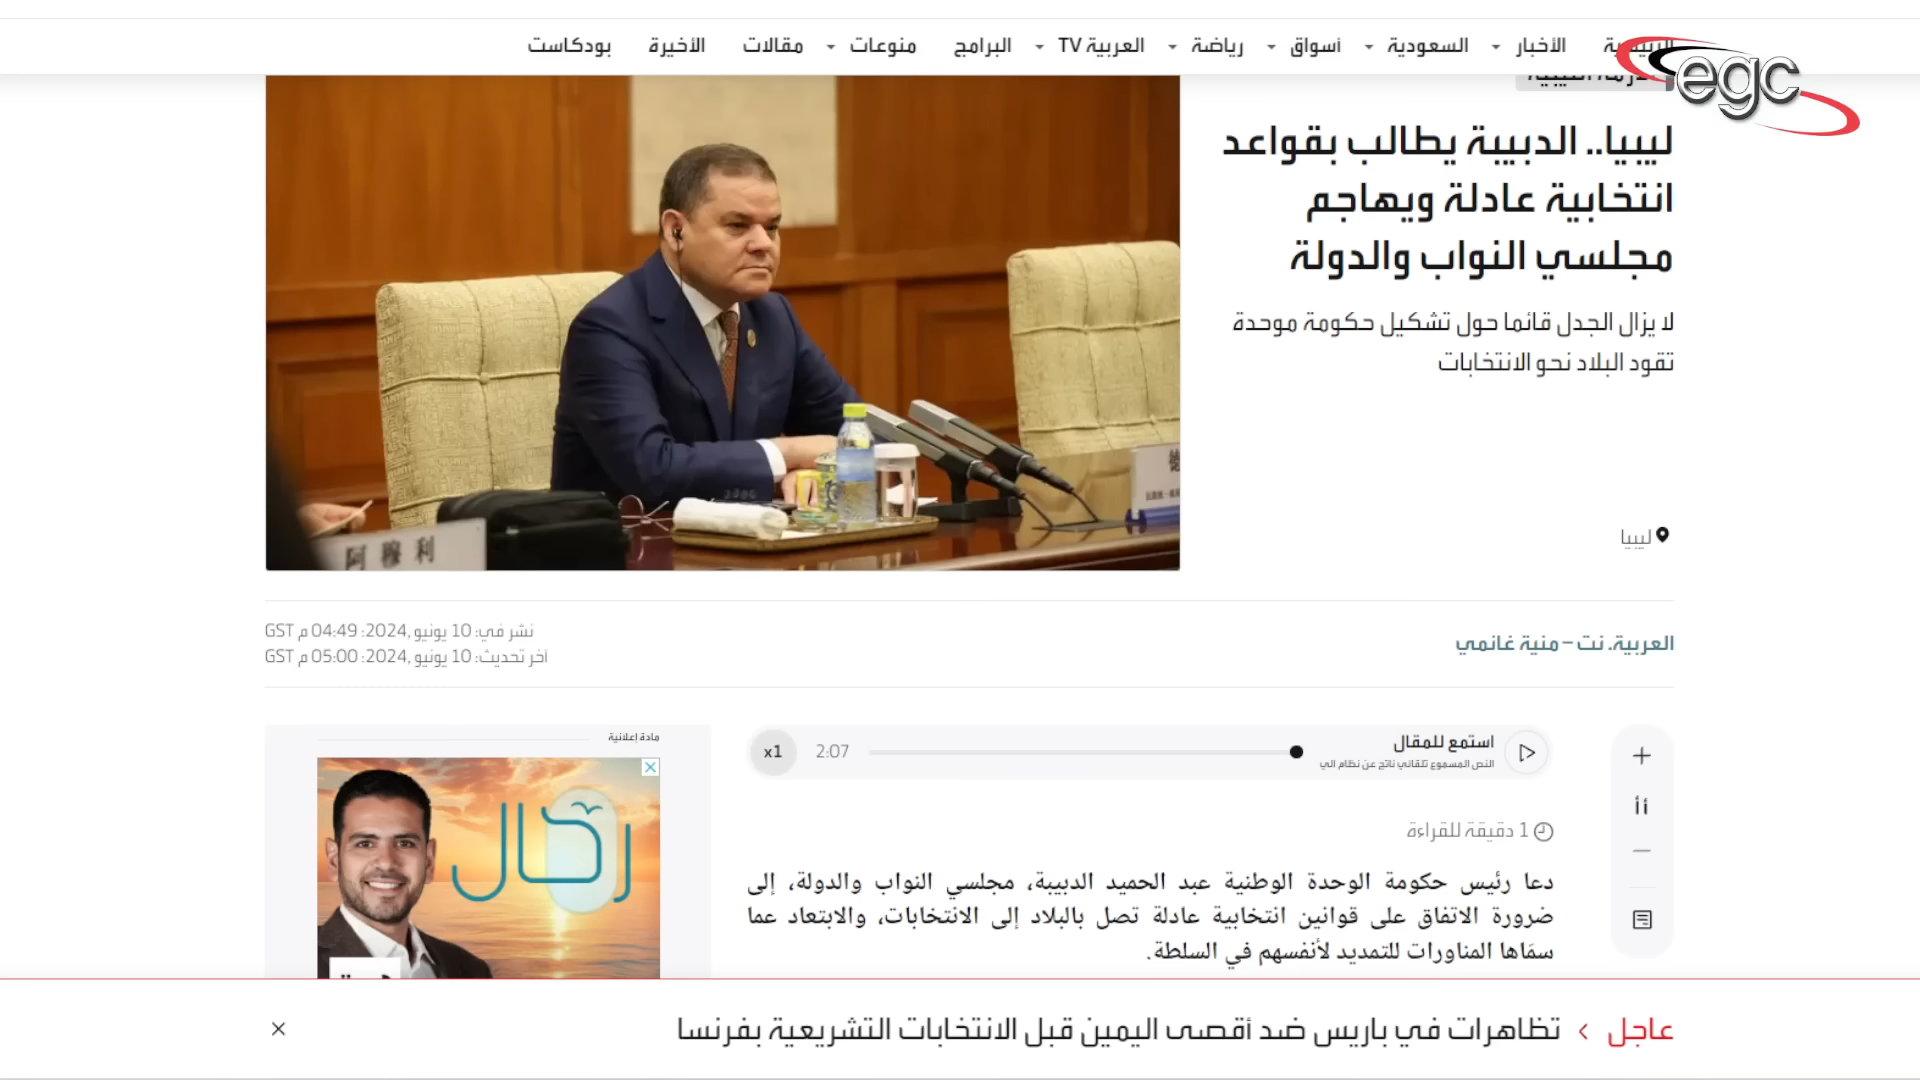 الرئيسية
الأخبار
السعودية
أسواق
رياضة
العربية TV
البرامج
منوعات
مقالات
الأخيرة
بودكاست
egc
ليبيا.. الدبيبة يطالب بقواعد
انتخابية عادلة ويهاجم
مجلسي النواب والدولة
لا يزال الجدل قائما حول تشكيل حكومة موحدة
تقود البلاد نحو الانتخابات
ليبيا
阿 穆 利
العربية. نت – منية غانمي
نشر في: 10 يونيو ,2024: 04:49 م GST
آخر تحديث: 10 يونيو ,2024: 05:00 م GST
استمع للمقال
النص المسموع تلقائي ناتج عن نظام آلي
2:07
x1
1 دقيقة للقراءة
دعا رئيس حكومة الوحدة الوطنية عبد الحميد الدبيبة، مجلسي النواب والدولة، إلى
ضرورة الاتفاق على قوانين انتخابية عادلة تصل بالبلاد إلى الانتخابات، والابتعاد عما
سمّاها المناورات للتمديد لأنفسهم في السلطة.
مادة إعلانية
عاجل
تظاهرات في باريس ضد أقصى اليمين قبل الانتخابات التشريعية بفرنسا